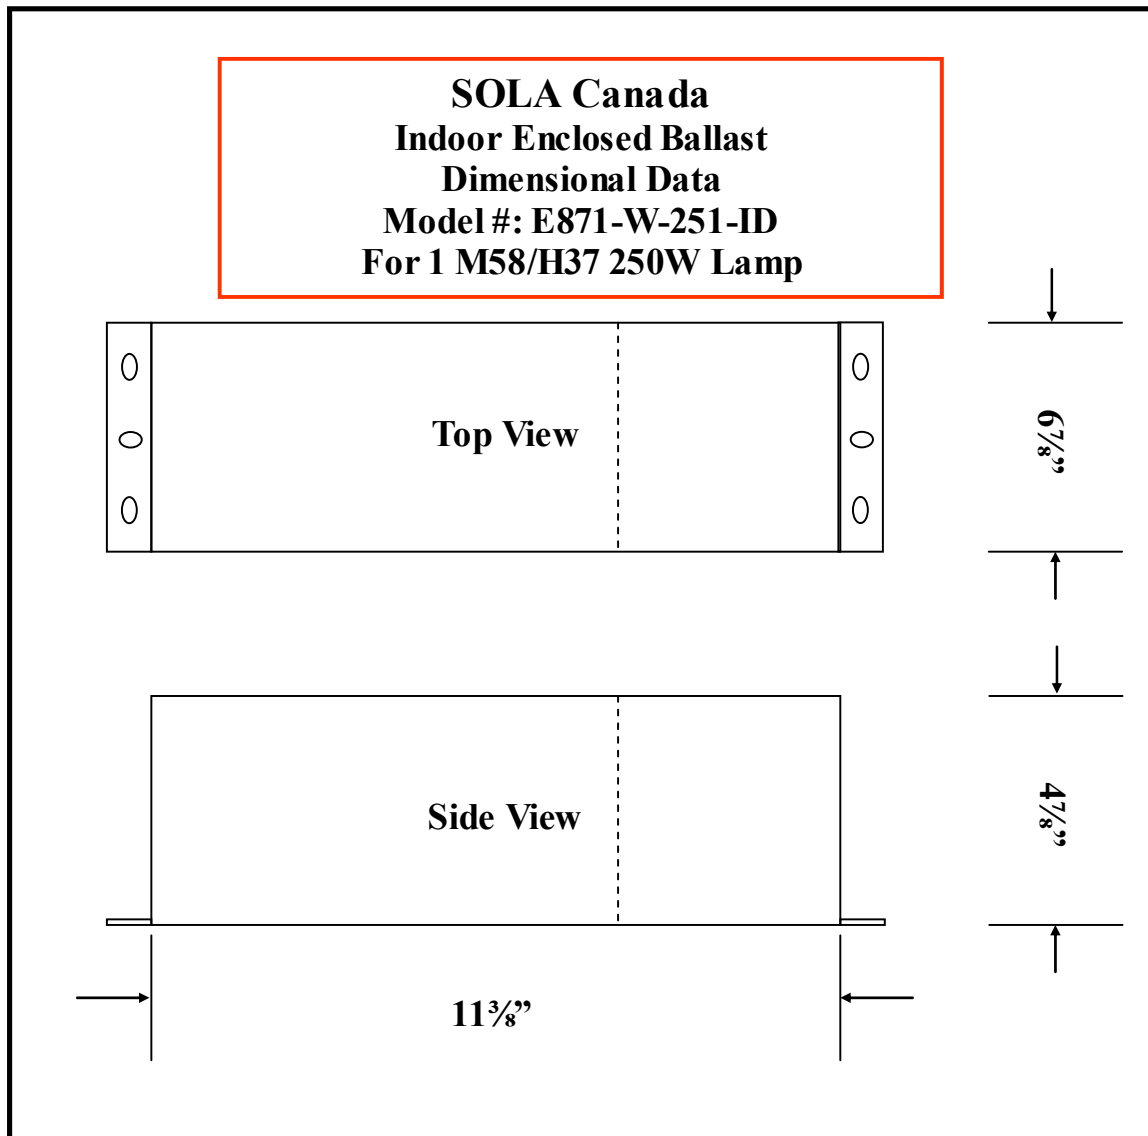 SOLA Canada
Indoor Enclosed Ballast
Dimensional Data
Model #: E871-W-251-ID
For 1 M58/H37 250W Lamp
Top View
6⅞”
Side View
4⅞”
11⅜”